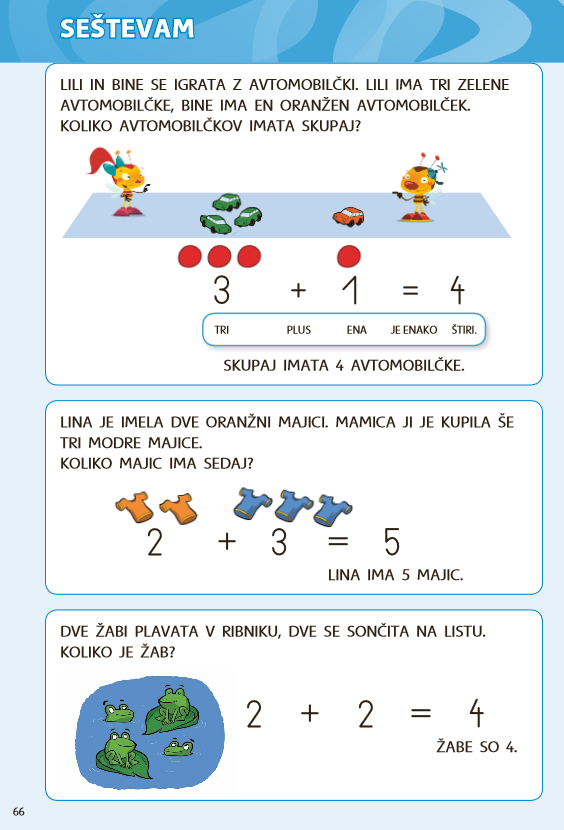 SEŠTEVAM
LILI IN BINE SE IGRATA Z AVTOMOBILČKI. LILI IMA TRI ZELENE
AVTOMOBILČKE, BINE IMA EN ORANŽEN AVTOMOBILČEK.
KOLIKO AVTOMOBILČKOV IMATA SKUPAJ?
3 + 1 = 4
TRI PLUS ENA JE ENAKO ŠTIRI.
SKUPAJ IMATA 4 AVTOMOBILČKE.
LINA JE IMELA DVE ORANŽNI MAJICI. MAMICA JI JE KUPILA ŠE
TRI MODRE MAJICE.
KOLIKO MAJIC IMA SEDAJ?
2 + 3 = 5
LINA IMA 5 MAJIC.
DVE ŽABI PLAVATA V RIBNIKU, DVE SE SONČITA NA LISTU.
KOLIKO JE ŽAB?
2 + 2 = 4
ŽABE SO 4.
66